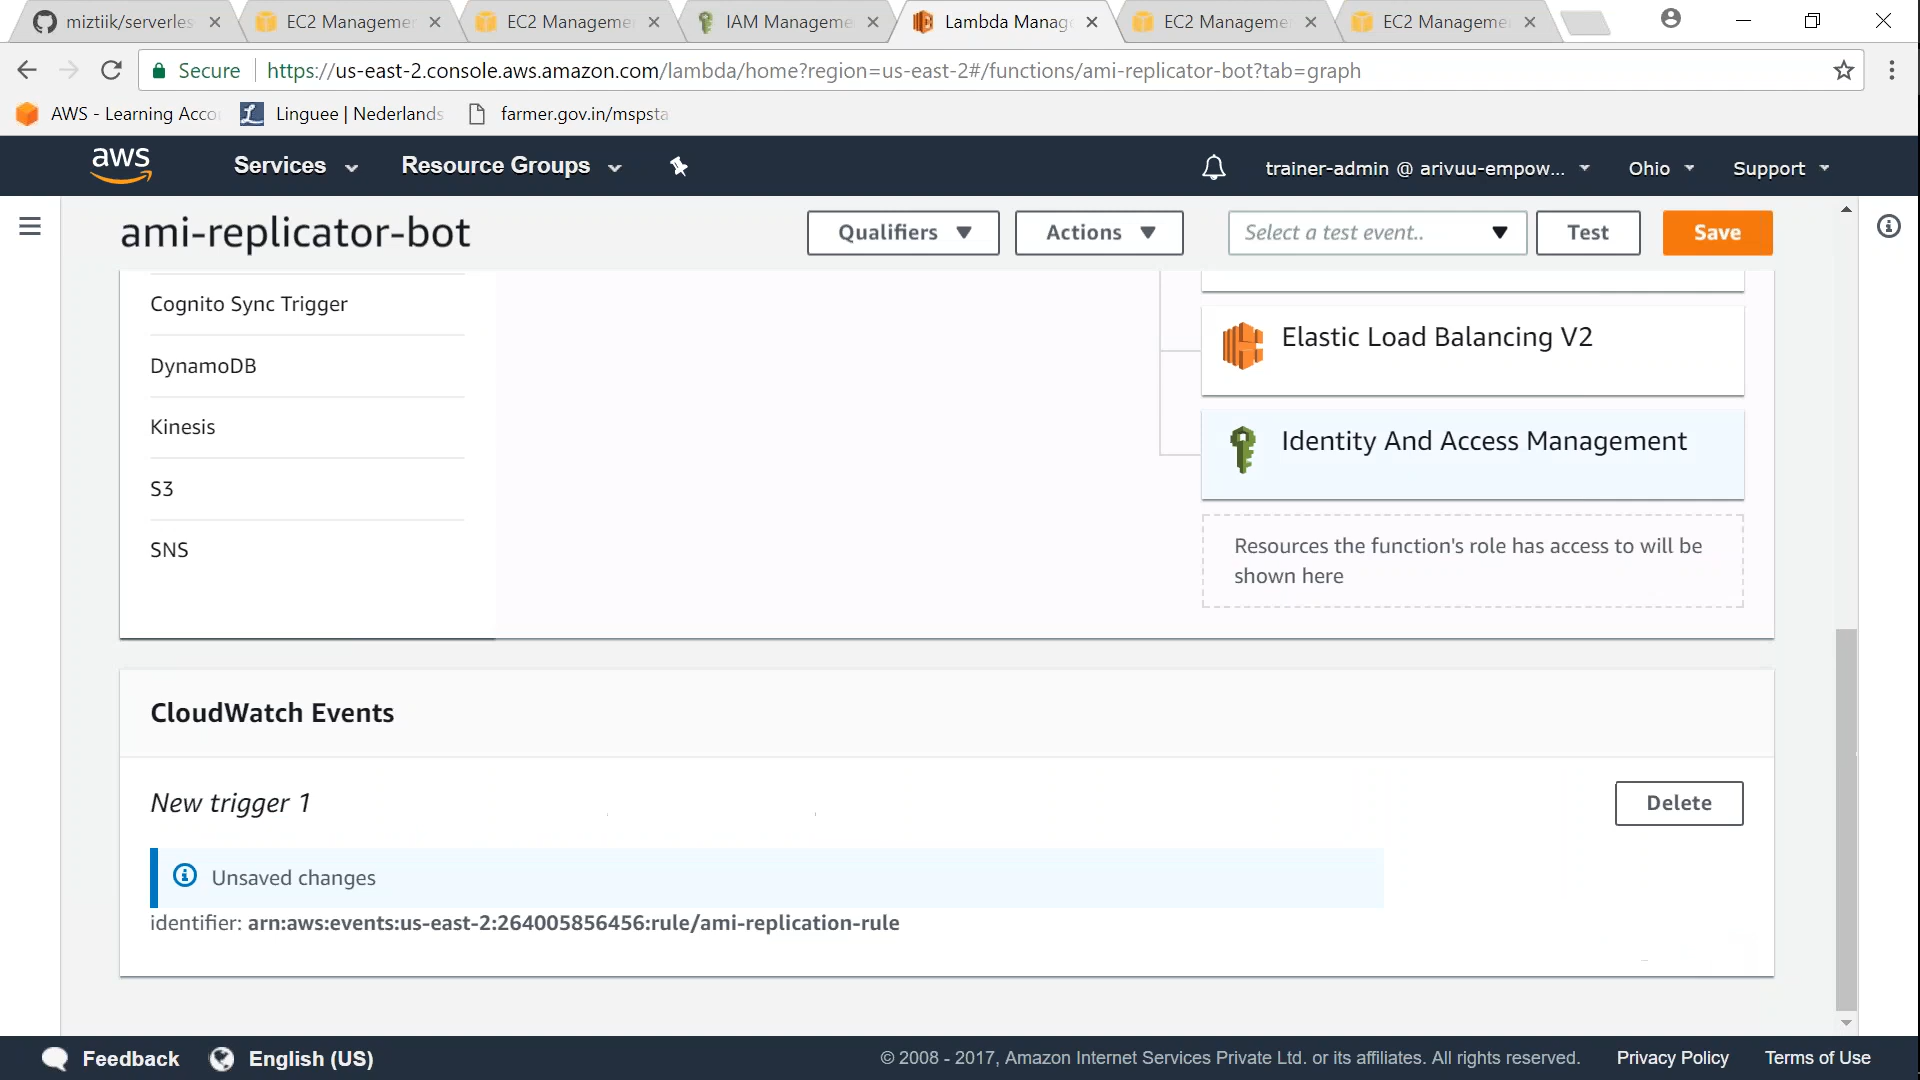 miztiik/serverles
EC2 Manageme
EC2 Manageme
IAM Manageme
Lambda Manag
EC2 Manageme
EC2 Manageme
Secure
https://us-east-2.console.aws.amazon.com/lambda/home?region=us-east-2#/functions/ami-replicator-bot?tab=graph
AWS - Learning Acco
Linguee | Nederlands
farmer.gov.in/mspsta
aws
Services
Resource Groups
trainer-admin @ arivuu-empow...
Ohio
Support
ami-replicator-bot
Qualifiers
Actions
Select a test event..
Test
Save
Cognito Sync Trigger
DynamoDB
Kinesis
S3
SNS
Elastic Load Balancing V2
Identity And Access Management
Resources the function's role has access to will be
shown here
CloudWatch Events
New trigger 1
Delete
Unsaved changes
identifier: arn:aws:events:us-east-2:264005856456:rule/ami-replication-rule
Feedback
English (US)
© 2008 - 2017, Amazon Internet Services Private Ltd. or its affiliates. All rights reserved.
Privacy Policy
Terms of Use